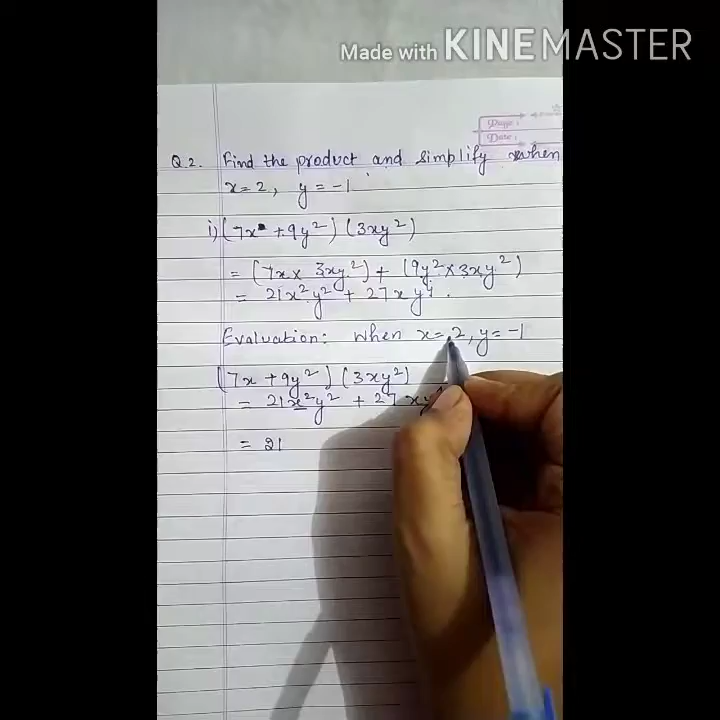 Made with KINEMASTER
Page:
Date:
Q.2. Find the product and simplify when
x=2, y=-1
i) (7x +9y²) (3xy²)
= (7x × 3xy²) + (9y² × 3xy²)
= 21x²y² + 27xy⁴.
Evaluation: when x=2, y=-1
(7x +9y²) (3xy²)
= 21x²y² + 27xy⁴
= 21